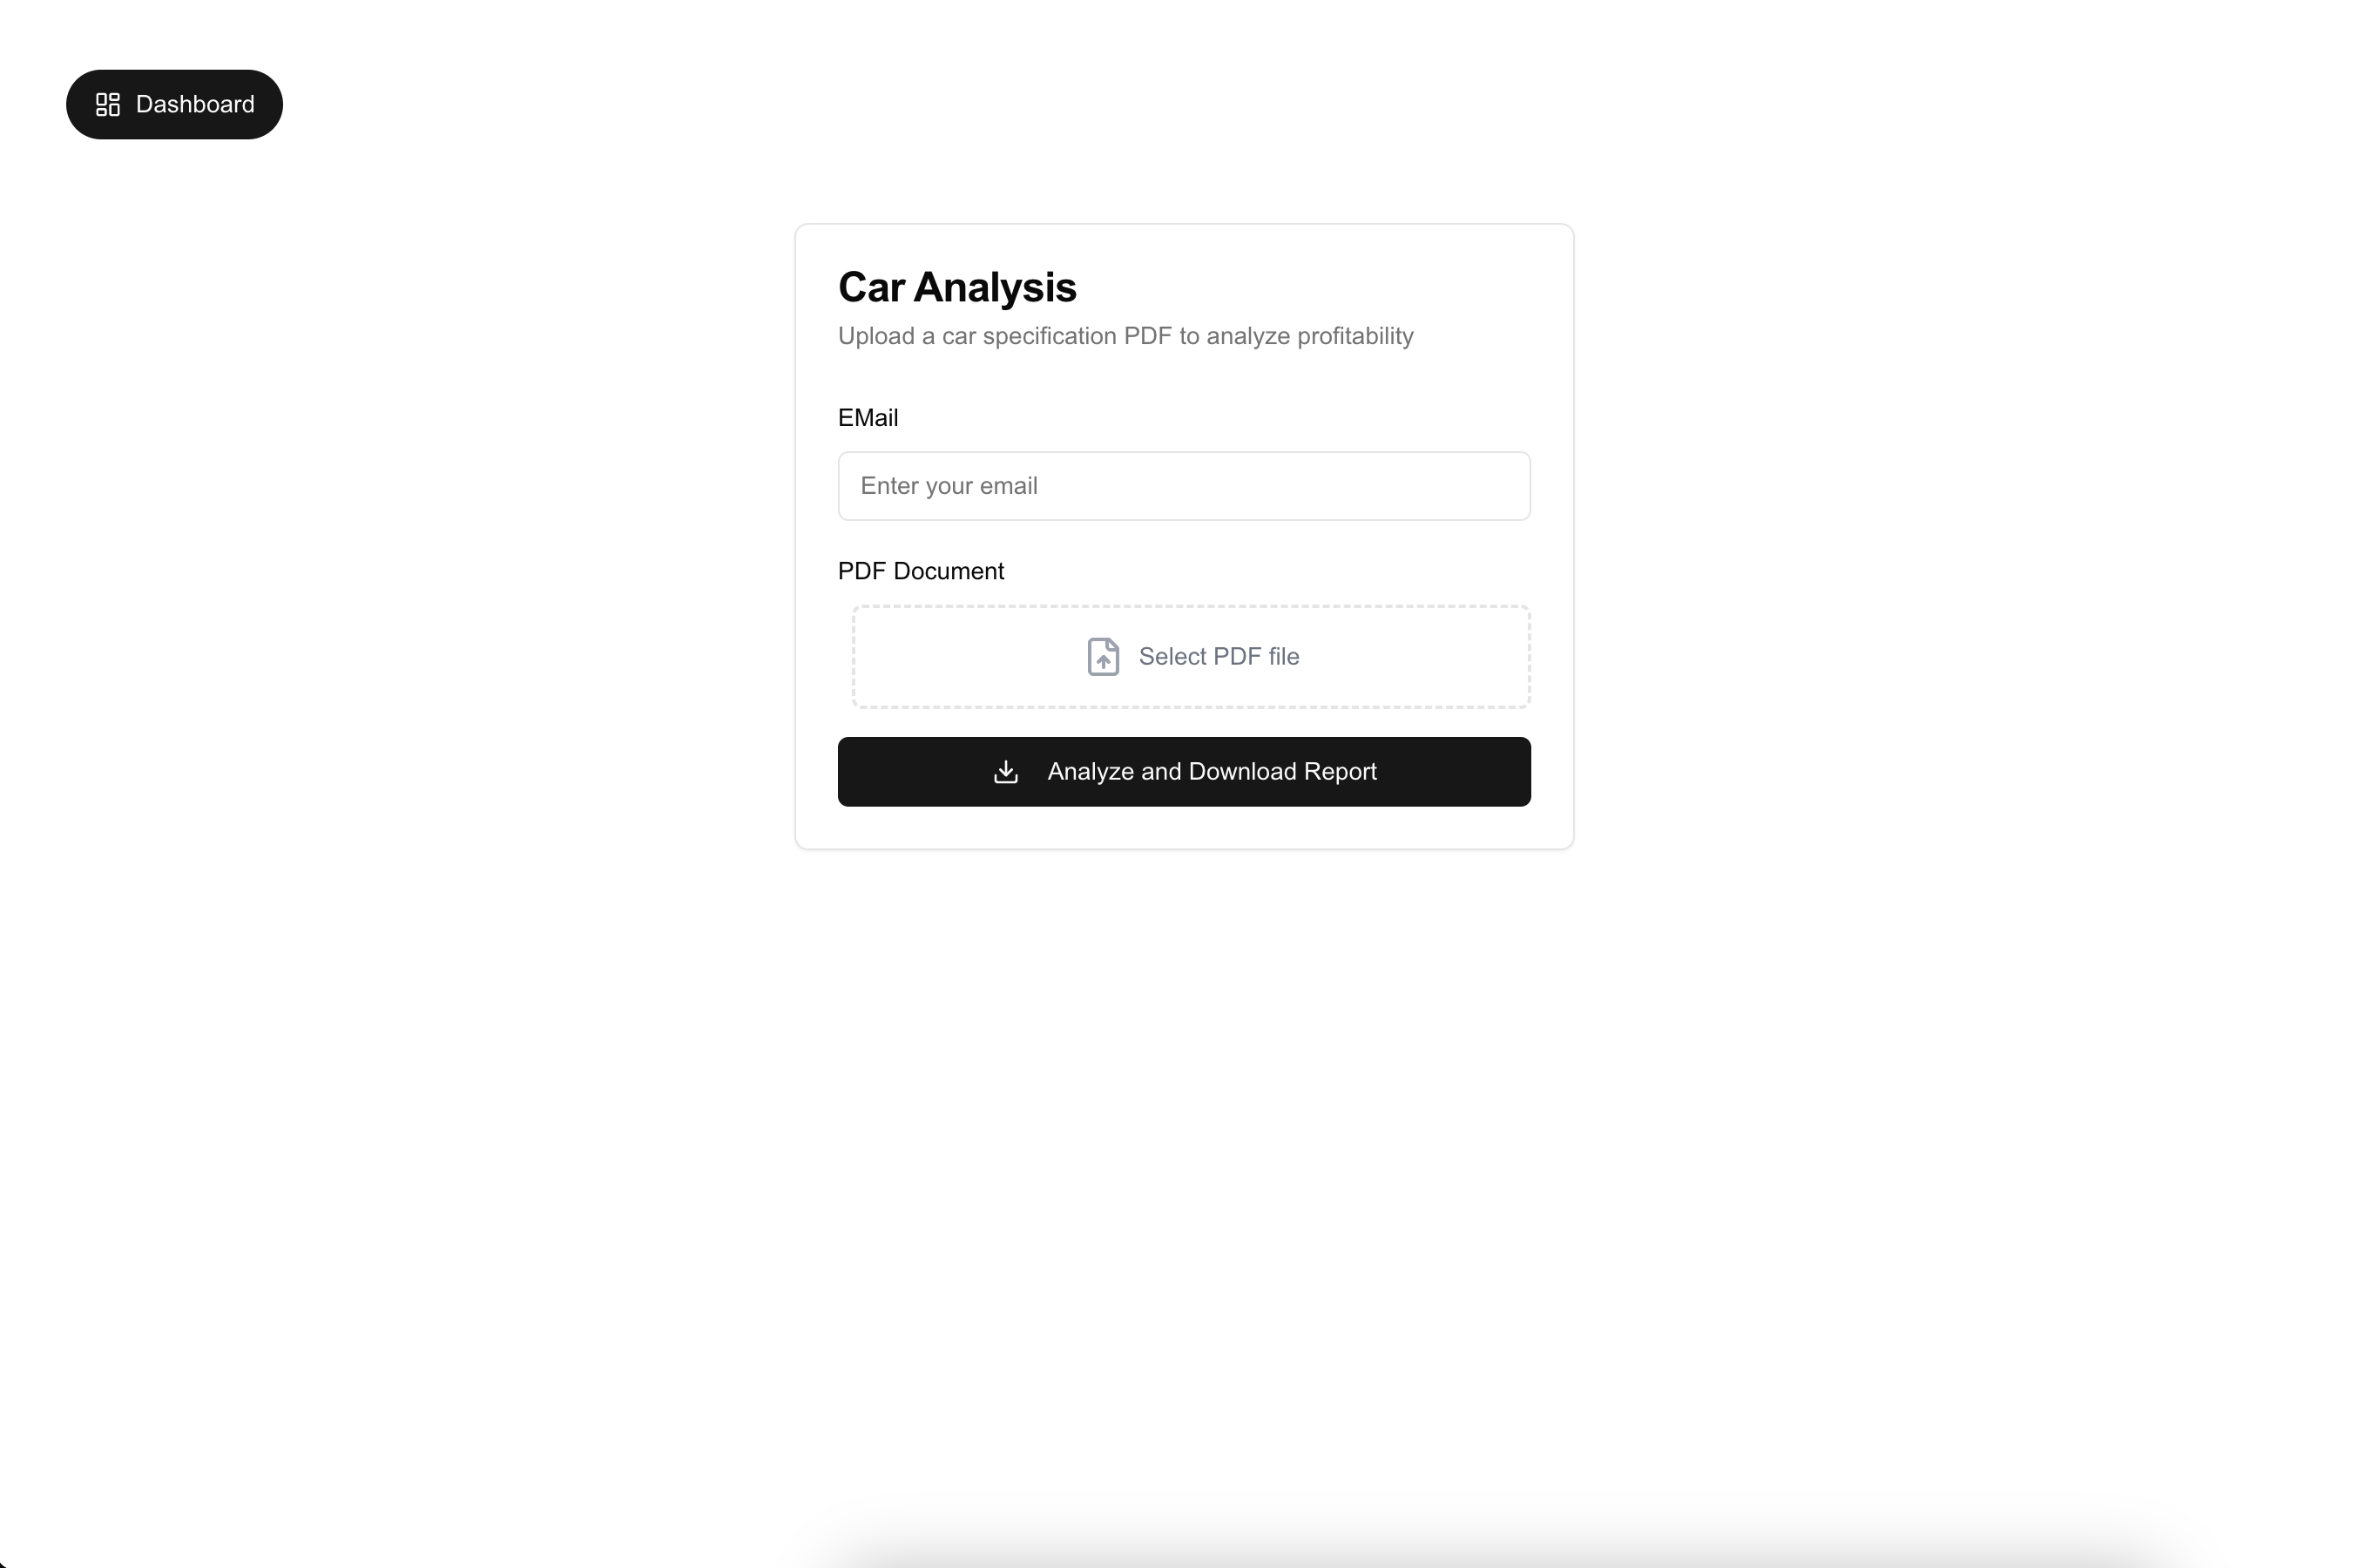 Dashboard
Car Analysis
Upload a car specification PDF to analyze profitability
EMail
Enter your email
PDF Document
Select PDF file
Analyze and Download Report